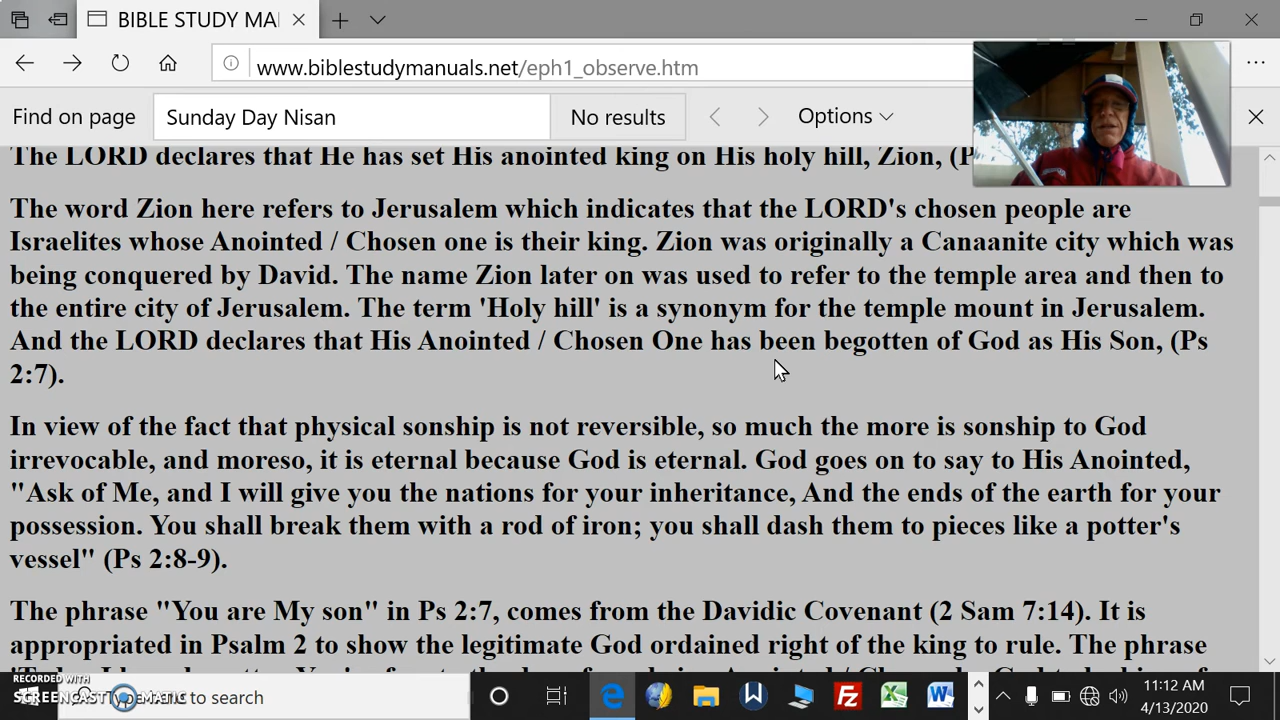 BIBLE STUDY MA
www.biblestudymanuals.net/eph1_observe.htm
Find on page
Sunday Day Nisan
No results
Options
The LORD declares that He has set His anointed king on His holy hill, Zion, (P
The word Zion here refers to Jerusalem which indicates that the LORD's chosen people are
Israelites whose Anointed / Chosen one is their king. Zion was originally a Canaanite city which was
being conquered by David. The name Zion later on was used to refer to the temple area and then to
the entire city of Jerusalem. The term 'Holy hill' is a synonym for the temple mount in Jerusalem.
And the LORD declares that His Anointed / Chosen One has been begotten of God as His Son, (Ps
2:7).
In view of the fact that physical sonship is not reversible, so much the more is sonship to God
irrevocable, and moreso, it is eternal because God is eternal. God goes on to say to His Anointed,
"Ask of Me, and I will give you the nations for your inheritance, And the ends of the earth for your
possession. You shall break them with a rod of iron; you shall dash them to pieces like a potter's
vessel" (Ps 2:8-9).
The phrase "You are My son" in Ps 2:7, comes from the Davidic Covenant (2 Sam 7:14). It is
appropriated in Psalm 2 to show the legitimate God ordained right of the king to rule. The phrase
RECORDED WITH
SCREENCAST-O-MATIC
Type here to search
11:12 AM
4/13/2020